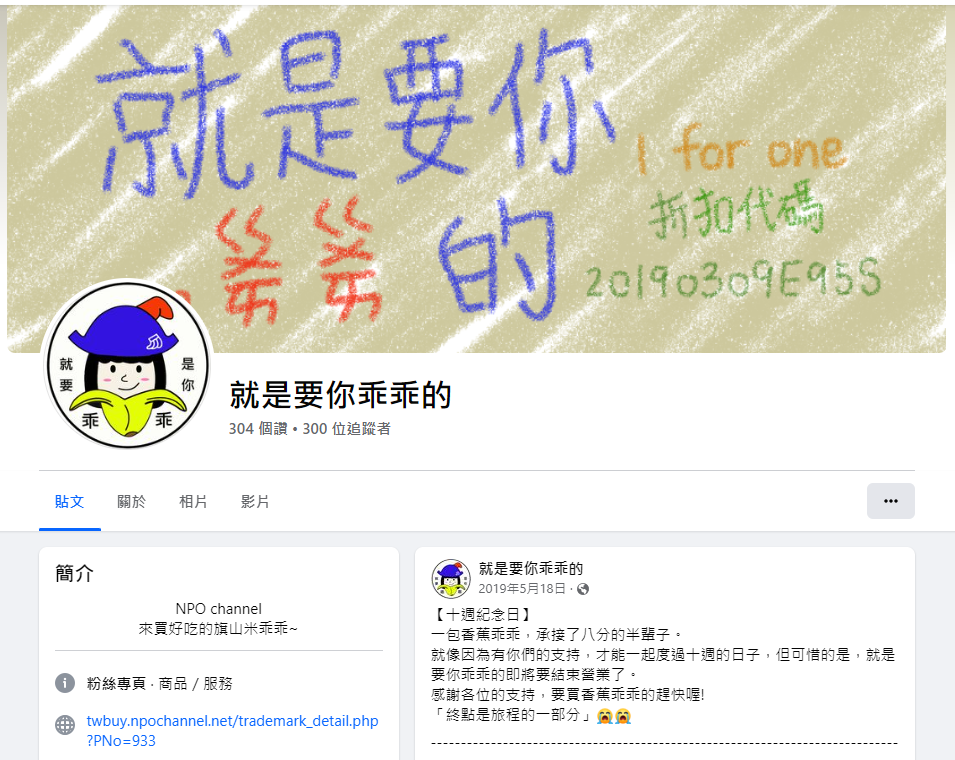 就是要你
乖乖的
1 for one
折扣代碼
20190309E95S
就 是
要 你
乖 乖
就是要你乖乖的
304 個讚 • 300 位追蹤者
貼文 關於 相片 影片
簡介
NPO channel
來買好吃的旗山米乖乖~
粉絲專頁 · 商品 / 服務
twbuy.npochannel.net/trademark_detail.php
?PNo=933
就是要你乖乖的
2019年5月18日 ·
【十週紀念日】
一包香蕉乖乖，承接了八分的半輩子。
就像因為有你們的支持，才能一起度過十週的日子，但可惜的是，就是
要你乖乖的即將要結束營業了。
感謝各位的支持，要買香蕉乖乖的趕快喔!
「終點是旅程的一部分」😭😭
------------------------------------------------------------------------------